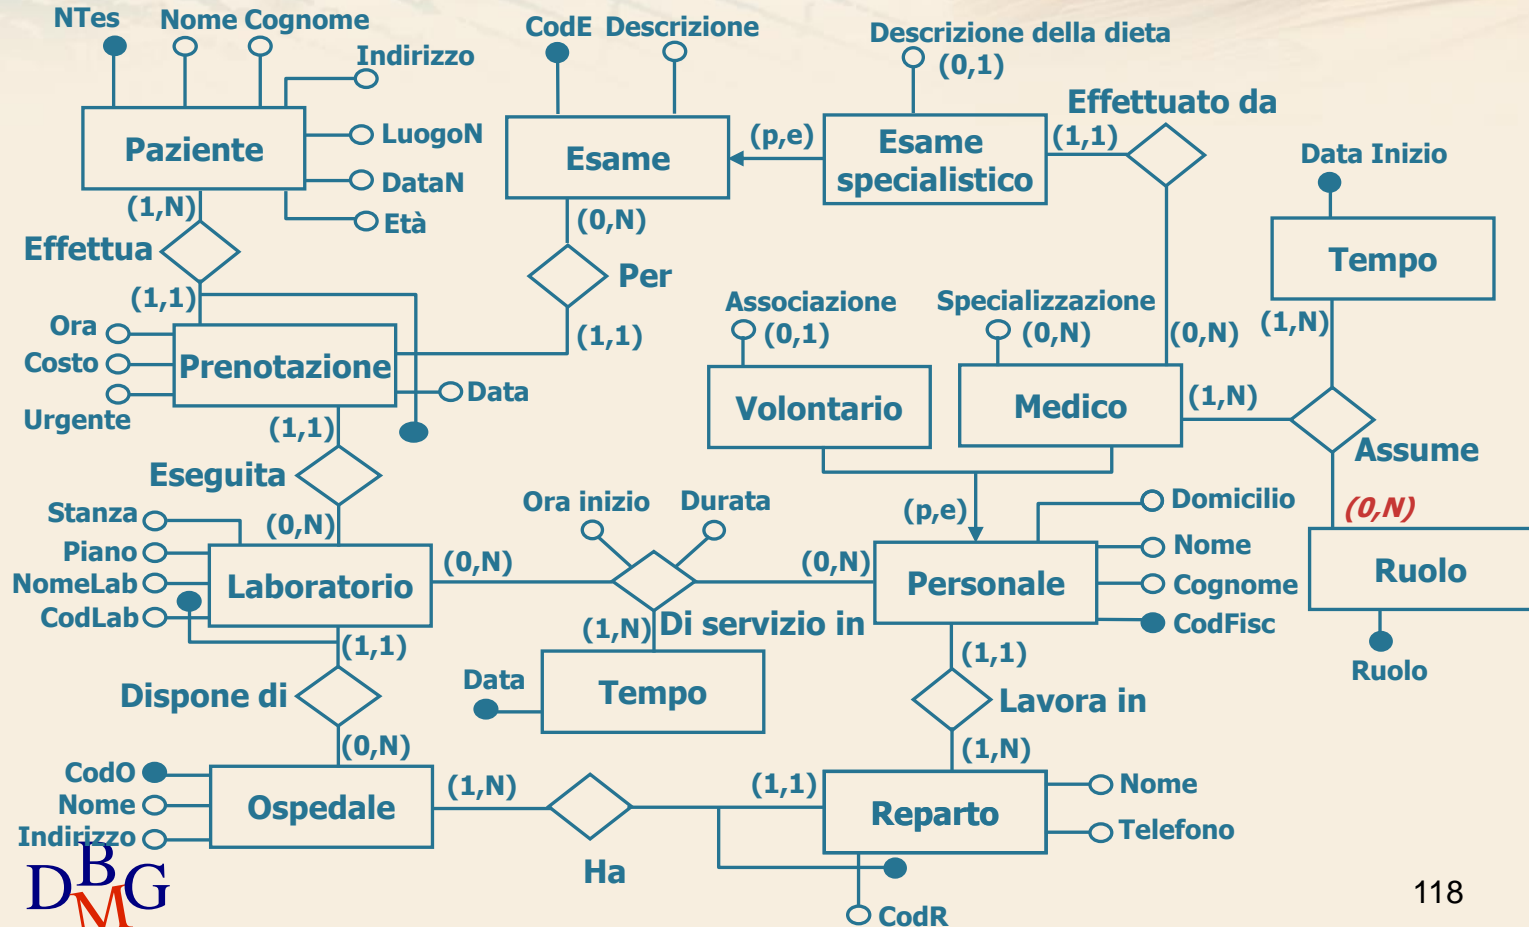 NTes
Nome Cognome
CodE Descrizione
Descrizione della dieta
(0,1)
Indirizzo
Effettuato da
Paziente
LuogoN
DataN
Età
Esame
(p,e)
Esame
specialistico
(1,1)
Data Inizio
(1,N)
Effettua
(0,N)
Per
Tempo
(1,1)
Associazione
(0,1)
Specializzazione
(0,N)
(0,N)
(1,N)
Ora
Costo
Urgente
Prenotazione
(1,1)
Data
Volontario
Medico
(1,N)
Assume
(1,1)
Eseguita
(0,N)
Stanza
Piano
NomeLab
CodLab
Laboratorio
Ora inizio
Durata
(p,e)
Domicilio
Nome
Cognome
CodFisc
(0,N)
Ruolo
Ruolo
(0,N)
(0,N)
Personale
Di servizio in
(1,N)
(1,1)
Dispone di
Data
Tempo
(1,1)
Lavora in
(0,N)
(1,N)
CodO
Nome
Indirizzo
Ospedale
(1,N)
Ha
(1,1)
Reparto
Nome
Telefono
CodR
DBMG
118